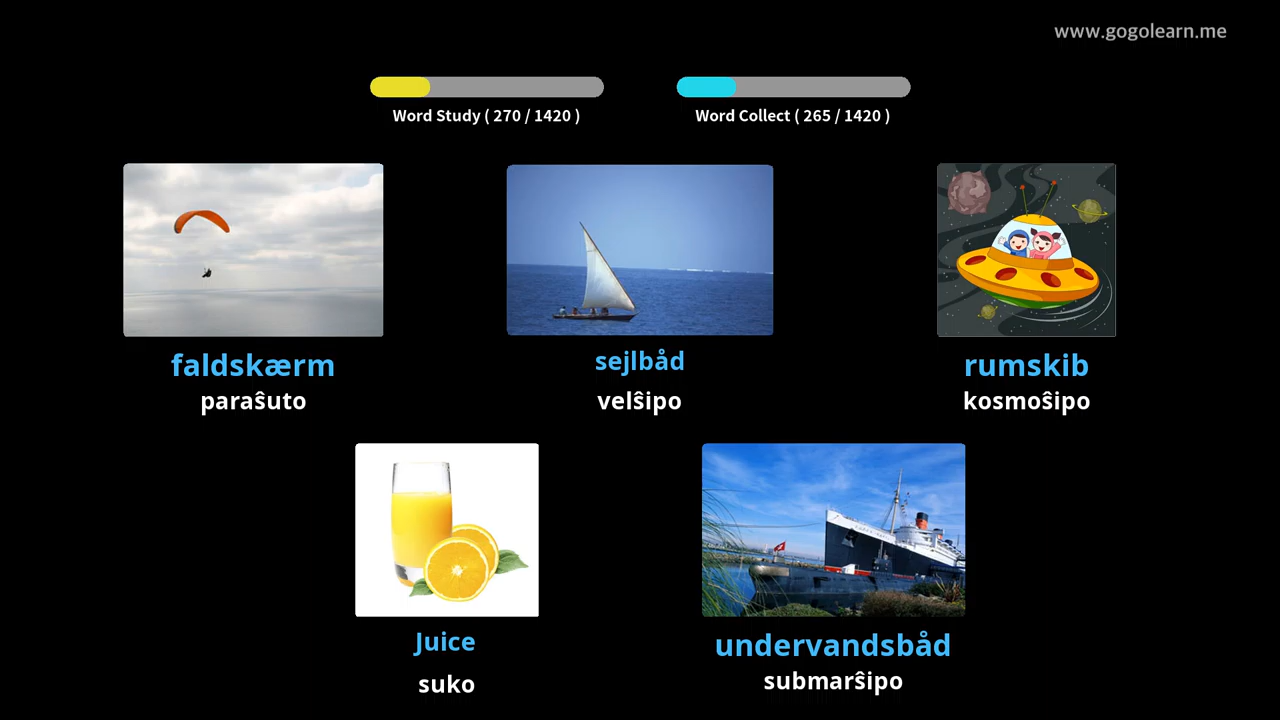 www.gogolearn.me
Word Study ( 270 / 1420 )
Word Collect ( 265 / 1420 )
faldskærm
paraŝuto
sejlbåd
velŝipo
rumskib
kosmoŝipo
Juice
suko
undervandsbåd
submarŝipo